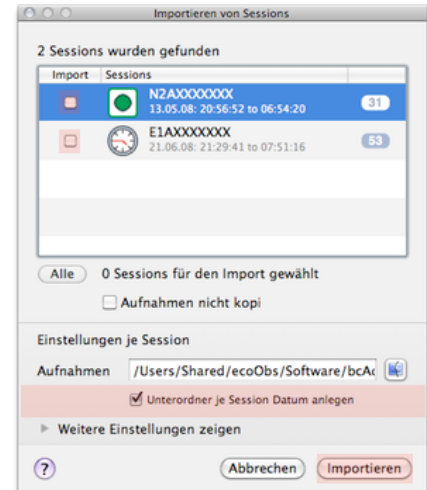 Importieren von Sessions
2 Sessions wurden gefunden
Import Sessions
N2AXXXXXXX
13.05.08: 20:56:52 to 06:54:20
31
E1AXXXXXXX
21.06.08: 21:29:41 to 07:51:16
53
Alle 0 Sessions für den Import gewählt
Aufnahmen nicht kopi
Einstellungen je Session
Aufnahmen /Users/Shared/ecoObs/Software/bcAc
Unterordner je Session Datum anlegen
Weitere Einstellungen zeigen
? Abbrechen Importieren